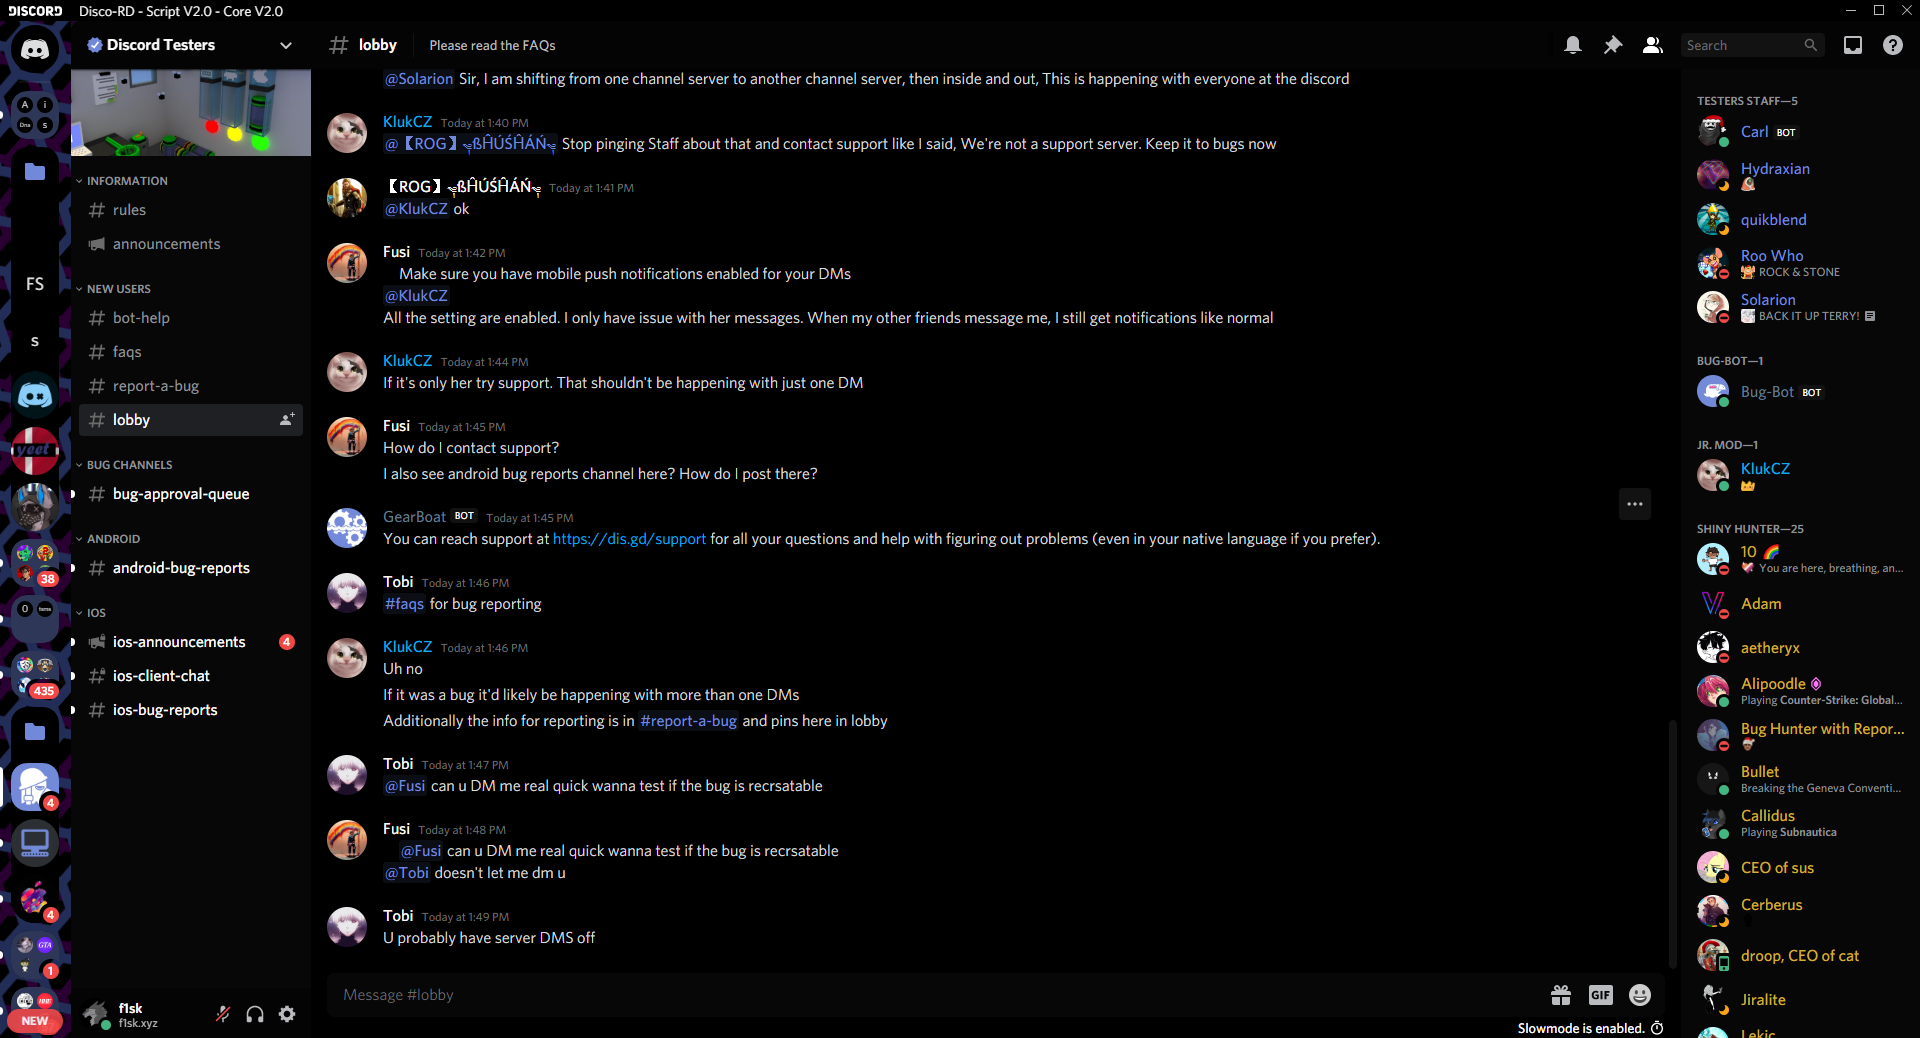 DISCORD Disco-RD - Script V2.0 - Core V2.0
Discord Testers
# lobby Please read the FAQs
Search
A i
Dns s
FS
s
yeet
38
0 items
435
4
4
GTA
1
NEW
INFORMATION
rules
announcements
NEW USERS
bot-help
faqs
report-a-bug
lobby
BUG CHANNELS
bug-approval-queue
ANDROID
android-bug-reports
IOS
ios-announcements 4
ios-client-chat
ios-bug-reports
f1sk
f1sk.xyz
@Solarion Sir, I am shifting from one channel server to another channel server, then inside and out, This is happening with everyone at the discord
KlukCZ Today at 1:40 PM
@【ROG】ßĤÚŚĤÁŃ Stop pinging Staff about that and contact support like I said, We're not a support server. Keep it to bugs now
【ROG】ßĤÚŚĤÁŃ Today at 1:41 PM
@KlukCZ ok
Fusi Today at 1:42 PM
Make sure you have mobile push notifications enabled for your DMs
@KlukCZ
All the setting are enabled. I only have issue with her messages. When my other friends message me, I still get notifications like normal
KlukCZ Today at 1:44 PM
If it's only her try support. That shouldn't be happening with just one DM
Fusi Today at 1:45 PM
How do I contact support?
I also see android bug reports channel here? How do I post there?
GearBoat BOT Today at 1:45 PM
You can reach support at https://dis.gd/support for all your questions and help with figuring out problems (even in your native language if you prefer).
Tobi Today at 1:46 PM
#faqs for bug reporting
KlukCZ Today at 1:46 PM
Uh no
If it was a bug it'd likely be happening with more than one DMs
Additionally the info for reporting is in #report-a-bug and pins here in lobby
Tobi Today at 1:47 PM
@Fusi can u DM me real quick wanna test if the bug is recrsatable
Fusi Today at 1:48 PM
@Fusi can u DM me real quick wanna test if the bug is recrsatable
@Tobi doesn't let me dm u
Tobi Today at 1:49 PM
U probably have server DMS off
Message #lobby
GIF
Slowmode is enabled.
TESTERS STAFF—5
Carl BOT
Hydraxian
quikblend
Roo Who
ROCK & STONE
Solarion
BACK IT UP TERRY!
BUG-BOT—1
Bug-Bot BOT
JR. MOD—1
KlukCZ
SHINY HUNTER—25
10
You are here, breathing, an...
Adam
aetheryx
Alipoodle
Playing Counter-Strike: Global...
Bug Hunter with Repor...
Bullet
Breaking the Geneva Conventi...
Callidus
Playing Subnautica
CEO of sus
Cerberus
droop, CEO of cat
Jiralite
Lekic